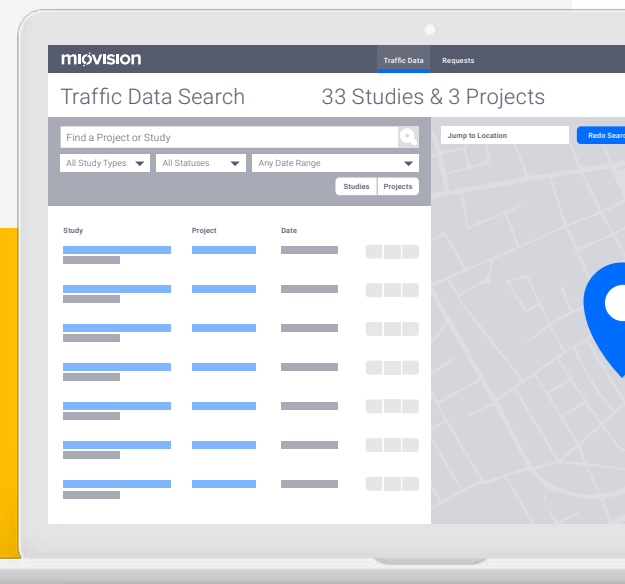 miovision
Traffic Data
Requests
Traffic Data Search
33 Studies & 3 Projects
Find a Project or Study
All Study Types
All Statuses
Any Date Range
Studies
Projects
Jump to Location
Redo Sear
Study
Project
Date